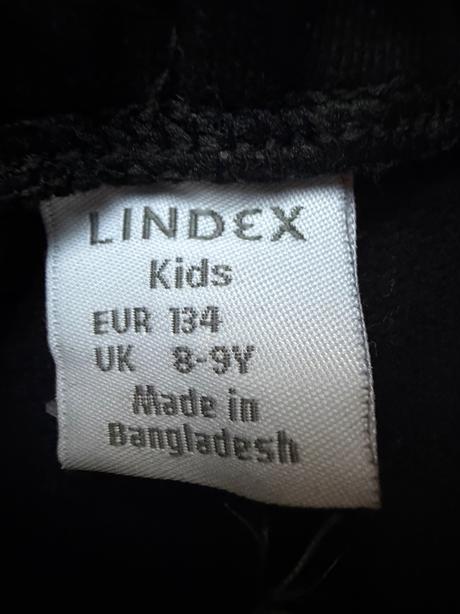 LINDEX
Kids
EUR 134
UK 8-9Y
Made in
Bangladesh